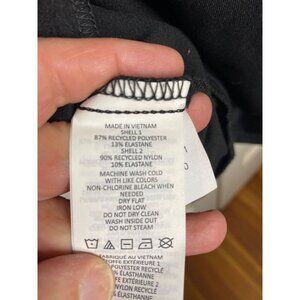 MADE IN VIETNAM
SHELL 1
87% RECYCLED POLYESTER
13% ELASTANE
SHELL 2
90% RECYCLED NYLON
10% ELASTANE
MACHINE WASH COLD
WITH LIKE COLORS
NON-CHLORINE BLEACH WHEN
NEEDED
DRY FLAT
IRON LOW
DO NOT DRY CLEAN
WASH INSIDE OUT
DO NOT STEAM
FABRIQUÉ AU VIETNAM
ÉTOFFE EXTÉRIEURE 1
POLYESTER RECYCLÉ
ÉLASTHANNE
EXTÉRIEURE 2
NYLON RECYCLÉ